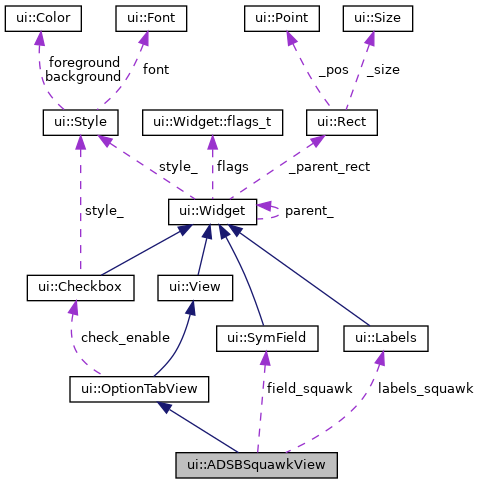 ui::Color
ui::Font
ui::Point
ui::Size
foreground
background
font
_pos
_size
ui::Style
ui::Widget::flags_t
ui::Rect
style_
flags
_parent_rect
style_
ui::Widget
parent_
ui::Checkbox
ui::View
ui::SymField
ui::Labels
check_enable
ui::OptionTabView
field_squawk
labels_squawk
ui::ADSBSquawkView